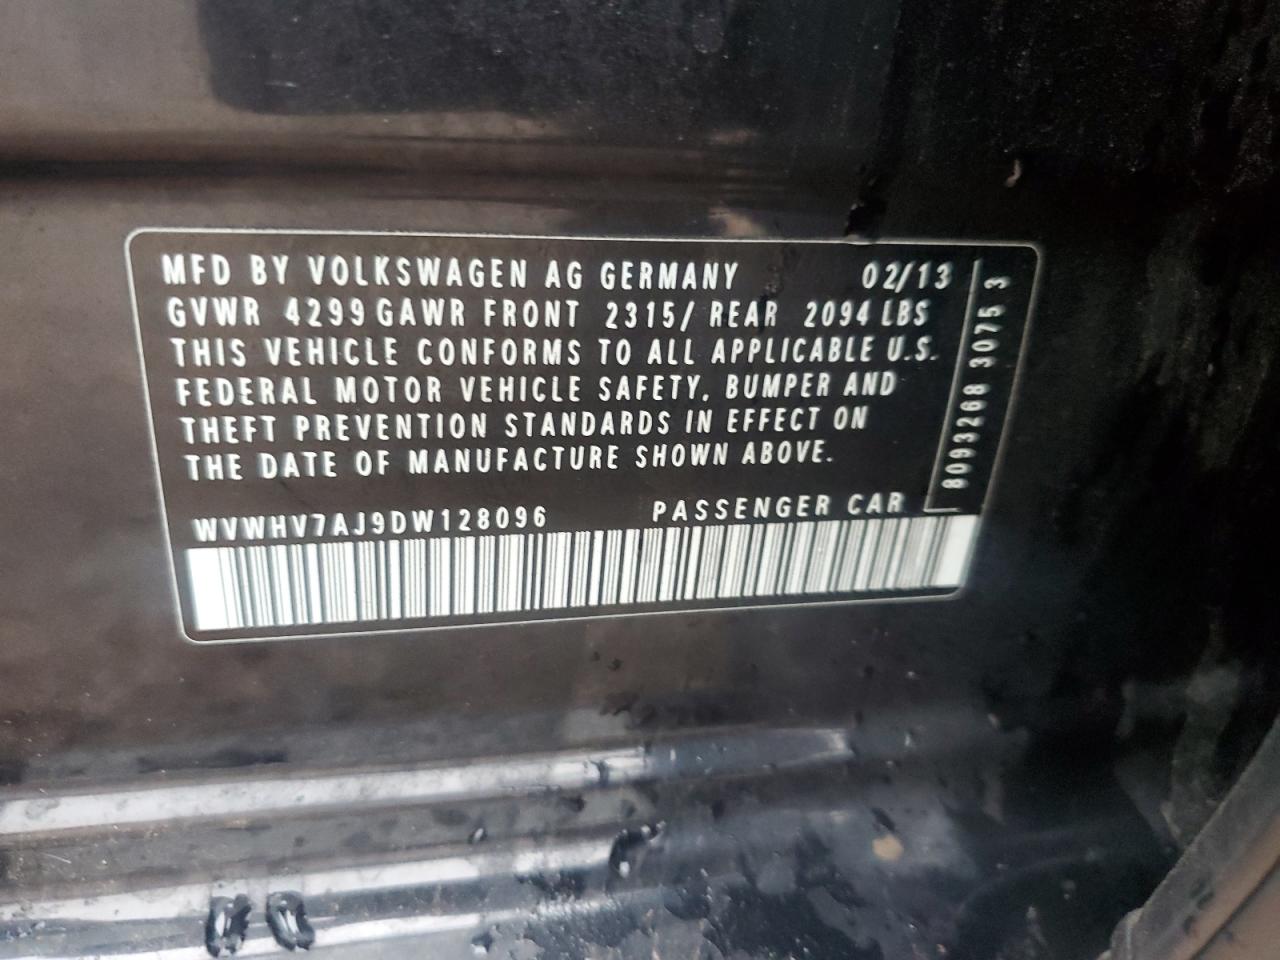 MFD BY VOLKSWAGEN AG GERMANY 02/13
GVWR 4299 GAWR FRONT 2315/ REAR 2094 LBS
THIS VEHICLE CONFORMS TO ALL APPLICABLE U.S.
FEDERAL MOTOR VEHICLE SAFETY, BUMPER AND
THEFT PREVENTION STANDARDS IN EFFECT ON
THE DATE OF MANUFACTURE SHOWN ABOVE.
WVWHV7AJ9DW128096 PASSENGER CAR
8093268 3075 3